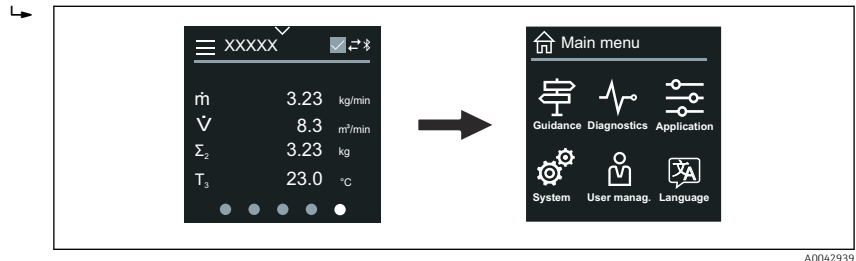 XXXXX
ṁ 3.23 kg/min
V̇ 8.3 m³/min
Σ₂ 3.23 kg
T₃ 23.0 °C
Main menu
Guidance Diagnostics Application
System User manag. Language
A0042939